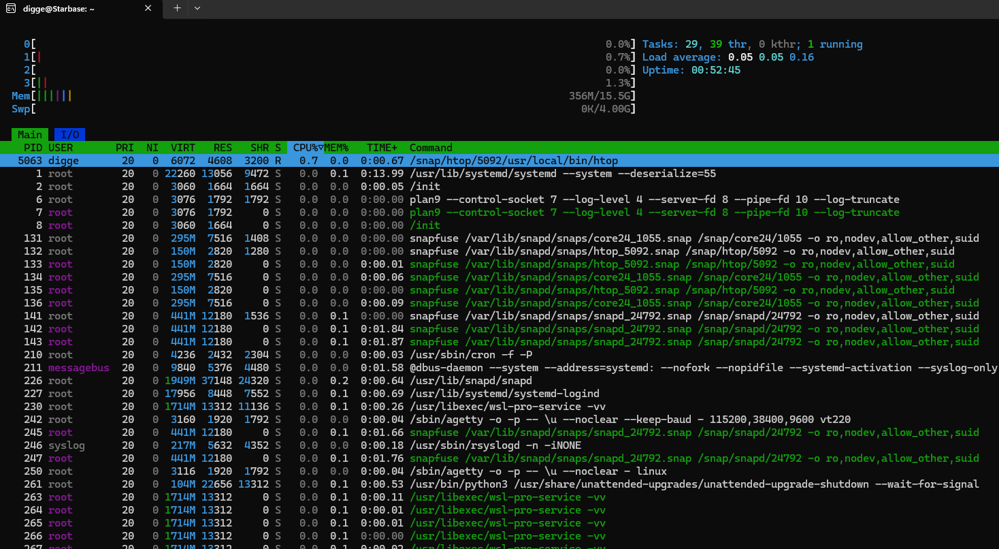 digge@Starbase: ~
0[ 0.0%] Tasks: 29, 39 thr, 0 kthr; 1 running
1[| 0.7%] Load average: 0.05 0.05 0.16
2[ 0.0%] Uptime: 00:52:45
3[|| 1.3%]
Mem[|||||| 356M/15.5G]
Swp[ 0K/4.00G]
Main I/O
PID USER PRI NI VIRT RES SHR S CPU%▽MEM% TIME+ Command
5063 digge 20 0 6072 4608 3200 R 0.7 0.0 0:00.67 /snap/htop/5092/usr/local/bin/htop
1 root 20 0 22260 13056 9472 S 0.0 0.1 0:13.99 /usr/lib/systemd/systemd --system --deserialize=55
2 root 20 0 3060 1664 1664 S 0.0 0.0 0:00.05 /init
6 root 20 0 3076 1792 1792 S 0.0 0.0 0:00.00 plan9 --control-socket 7 --log-level 4 --server-fd 8 --pipe-fd 10 --log-truncate
7 root 20 0 3076 1792 0 S 0.0 0.0 0:00.00 plan9 --control-socket 7 --log-level 4 --server-fd 8 --pipe-fd 10 --log-truncate
8 root 20 0 3060 1664 0 S 0.0 0.0 0:00.00 /init
131 root 20 0 295M 7516 1408 S 0.0 0.0 0:00.00 snapfuse /var/lib/snapd/snaps/core24_1055.snap /snap/core24/1055 -o ro,nodev,allow_other,suid
132 root 20 0 150M 2820 1280 S 0.0 0.0 0:00.00 snapfuse /var/lib/snapd/snaps/htop_5092.snap /snap/htop/5092 -o ro,nodev,allow_other,suid
133 root 20 0 150M 2820 0 S 0.0 0.0 0:00.01 snapfuse /var/lib/snapd/snaps/htop_5092.snap /snap/htop/5092 -o ro,nodev,allow_other,suid
134 root 20 0 295M 7516 0 S 0.0 0.0 0:00.06 snapfuse /var/lib/snapd/snaps/core24_1055.snap /snap/core24/1055 -o ro,nodev,allow_other,suid
135 root 20 0 150M 2820 0 S 0.0 0.0 0:00.00 snapfuse /var/lib/snapd/snaps/htop_5092.snap /snap/htop/5092 -o ro,nodev,allow_other,suid
136 root 20 0 295M 7516 0 S 0.0 0.0 0:00.09 snapfuse /var/lib/snapd/snaps/core24_1055.snap /snap/core24/1055 -o ro,nodev,allow_other,suid
141 root 20 0 441M 12180 1536 S 0.0 0.1 0:00.00 snapfuse /var/lib/snapd/snaps/snapd_24792.snap /snap/snapd/24792 -o ro,nodev,allow_other,suid
142 root 20 0 441M 12180 0 S 0.0 0.1 0:01.84 snapfuse /var/lib/snapd/snaps/snapd_24792.snap /snap/snapd/24792 -o ro,nodev,allow_other,suid
143 root 20 0 441M 12180 0 S 0.0 0.1 0:01.87 snapfuse /var/lib/snapd/snaps/snapd_24792.snap /snap/snapd/24792 -o ro,nodev,allow_other,suid
210 root 20 0 4236 2432 2304 S 0.0 0.0 0:00.03 /usr/sbin/cron -f -P
211 messagebus 20 0 9840 5376 4480 S 0.0 0.0 0:01.58 @dbus-daemon --system --address=systemd: --nofork --nopidfile --systemd-activation --syslog-only
226 root 20 0 1949M 37148 24320 S 0.0 0.2 0:00.64 /usr/lib/snapd/snapd
227 root 20 0 17956 8448 7552 S 0.0 0.1 0:00.69 /usr/lib/systemd/systemd-logind
230 root 20 0 1714M 13312 11136 S 0.0 0.1 0:00.26 /usr/libexec/wsl-pro-service -vv
242 root 20 0 3160 1920 1792 S 0.0 0.0 0:00.04 /sbin/agetty -o -p -- \u --noclear --keep-baud - 115200,38400,9600 vt220
245 root 20 0 441M 12180 0 S 0.0 0.1 0:01.66 snapfuse /var/lib/snapd/snaps/snapd_24792.snap /snap/snapd/24792 -o ro,nodev,allow_other,suid
246 syslog 20 0 217M 5632 4352 S 0.0 0.0 0:00.18 /usr/sbin/rsyslogd -n -iNONE
247 root 20 0 441M 12180 0 S 0.0 0.1 0:01.76 snapfuse /var/lib/snapd/snaps/snapd_24792.snap /snap/snapd/24792 -o ro,nodev,allow_other,suid
250 root 20 0 3116 1920 1792 S 0.0 0.0 0:00.04 /sbin/agetty -o -p -- \u --noclear - linux
261 root 20 0 104M 22656 13312 S 0.0 0.1 0:00.53 /usr/bin/python3 /usr/share/unattended-upgrades/unattended-upgrade-shutdown --wait-for-signal
263 root 20 0 1714M 13312 0 S 0.0 0.1 0:00.11 /usr/libexec/wsl-pro-service -vv
264 root 20 0 1714M 13312 0 S 0.0 0.1 0:00.01 /usr/libexec/wsl-pro-service -vv
265 root 20 0 1714M 13312 0 S 0.0 0.1 0:00.01 /usr/libexec/wsl-pro-service -vv
266 root 20 0 1714M 13312 0 S 0.0 0.1 0:00.00 /usr/libexec/wsl-pro-service -vv
267 root 20 0 1714M 13312 0 S 0.0 0.1 0:00.02 /usr/libexec/wsl-pro-service -vv